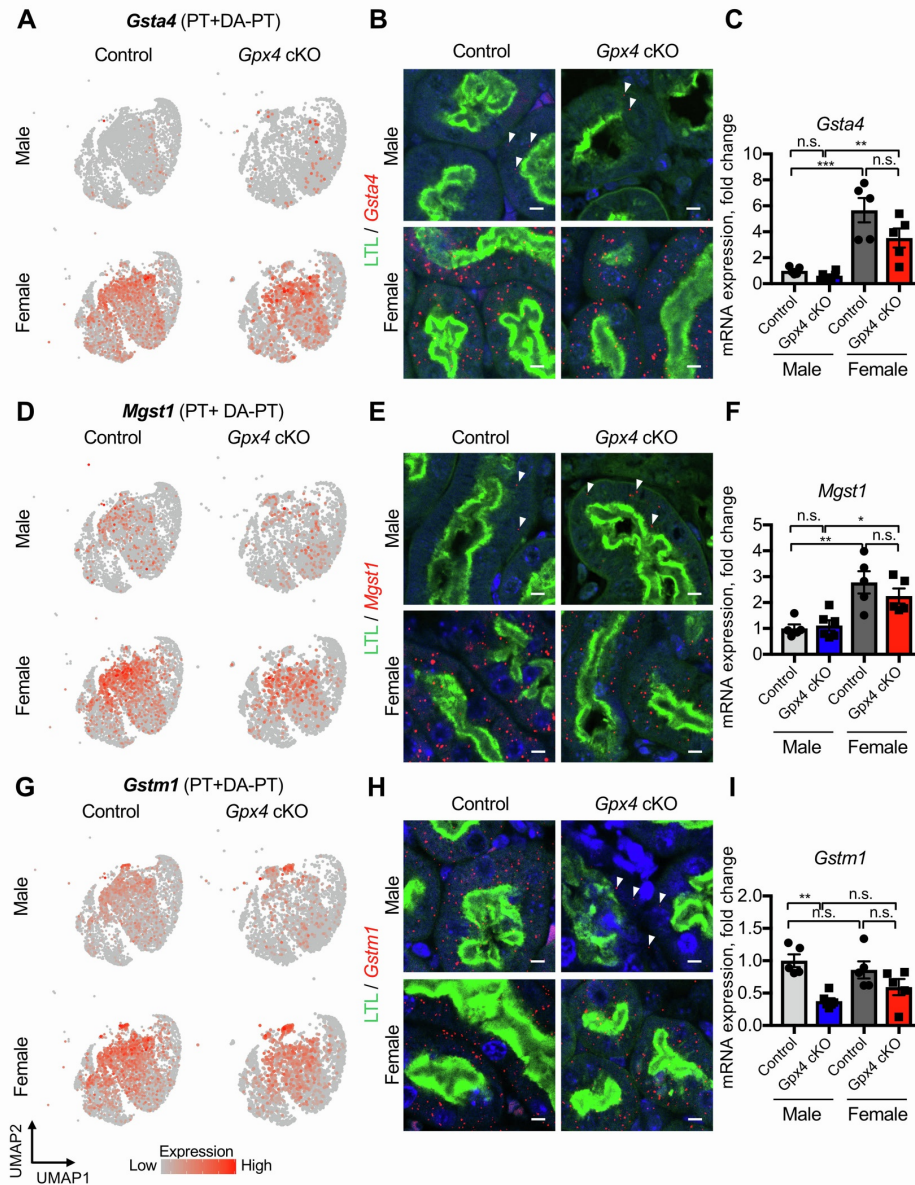 A
Gsta4 (PT+DA-PT)
Control
Gpx4 cKO
Male
Female
B
Control
Gpx4 cKO
Male
Female
LTL / Gsta4
C
Gsta4
n.s.
**
***
n.s.
10
8
6
4
2
0
mRNA expression, fold change
Control
Gpx4 cKO
Control
Gpx4 cKO
Male
Female
D
Mgst1 (PT+ DA-PT)
Control
Gpx4 cKO
Male
Female
E
Control
Gpx4 cKO
Male
Female
LTL / Mgst1
F
Mgst1
n.s.
*
**
n.s.
5
4
3
2
1
0
mRNA expression, fold change
Control
Gpx4 cKO
Control
Gpx4 cKO
Male
Female
G
Gstm1 (PT+DA-PT)
Control
Gpx4 cKO
Male
Female
UMAP2
UMAP1
Expression
Low
High
H
Control
Gpx4 cKO
Male
Female
LTL / Gstm1
I
Gstm1
**
n.s.
n.s.
n.s.
2.0
1.5
1.0
0.5
0.0
mRNA expression, fold change
Control
Gpx4 cKO
Control
Gpx4 cKO
Male
Female